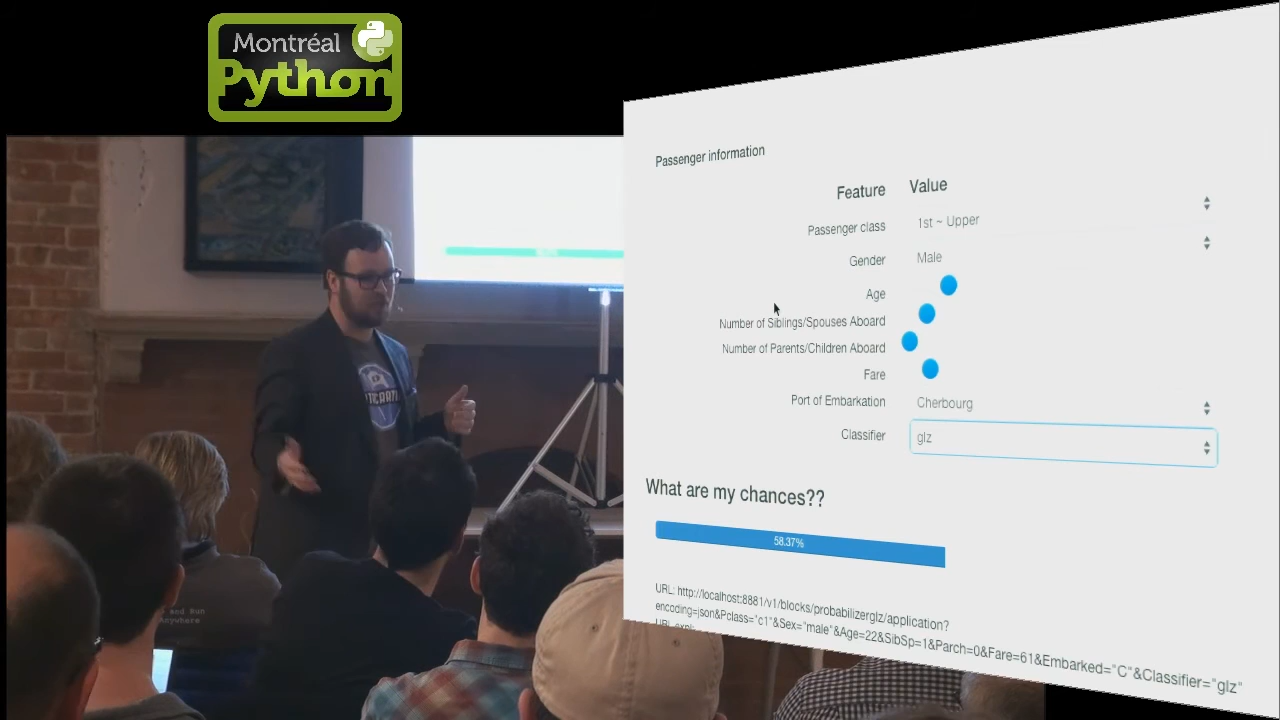 Montréal
Python
Passenger information
Feature Value
Passenger class 1st ~ Upper
Gender Male
Age
Number of Siblings/Spouses Aboard
Number of Parents/Children Aboard
Fare
Port of Embarkation Cherbourg
Classifier glz
What are my chances??
58.37%
URL: http://localhost:8881/v1/blocks/probabilizerglz/application?
encoding=json&Pclass="c1"&Sex="male"&Age=22&SibSp=1&Parch=0&Fare=61&Embarked="C"&Classifier="glz"